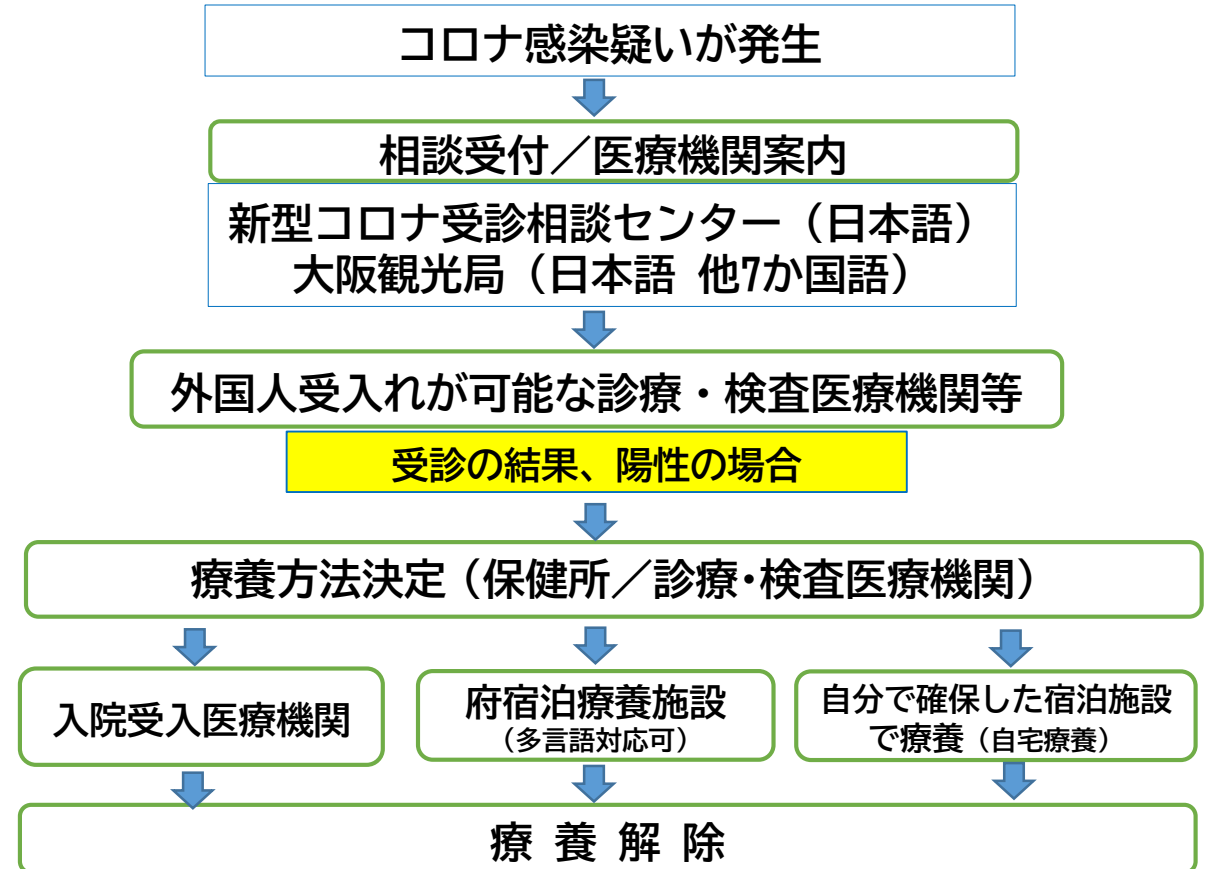 コロナ感染疑いが発生
相談受付／医療機関案内
新型コロナ受診相談センター（日本語）
大阪観光局（日本語 他7か国語）
外国人受入れが可能な診療・検査医療機関等
受診の結果、陽性の場合
療養方法決定（保健所／診療・検査医療機関）
入院受入医療機関
府宿泊療養施設
（多言語対応可）
自分で確保した宿泊施設
で療養（自宅療養）
療 養 解 除